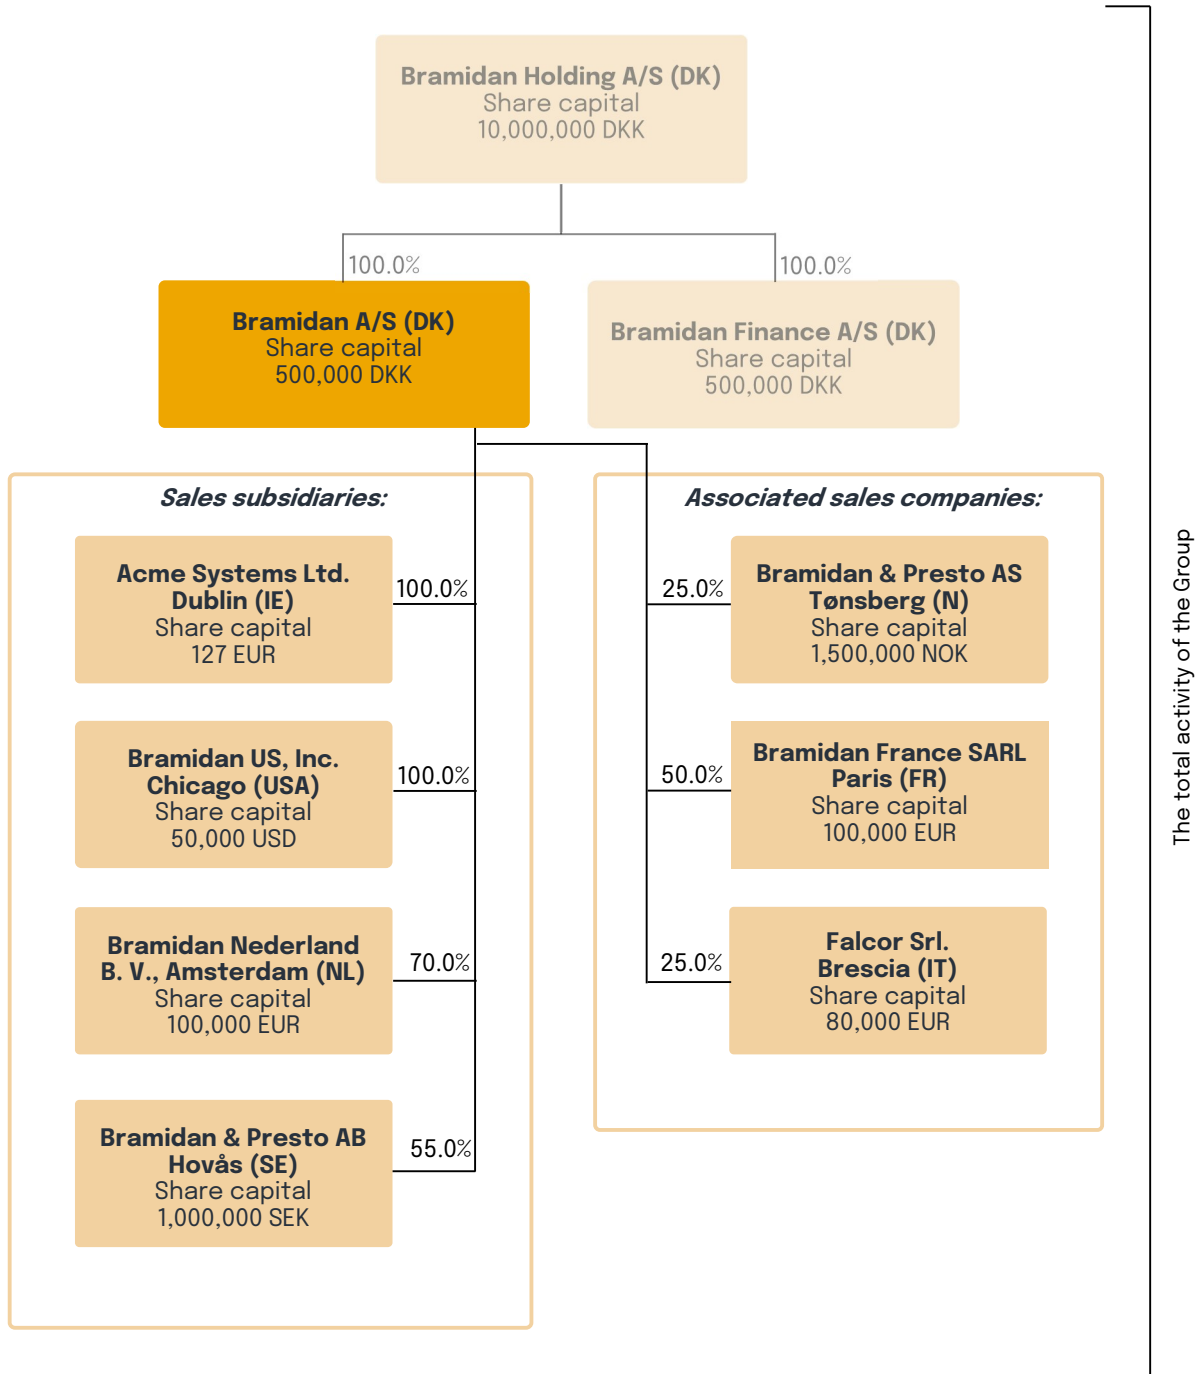 Bramidan Holding A/S (DK)
Share capital
10,000,000 DKK
100.0%
100.0%
Bramidan A/S (DK)
Share capital
500,000 DKK
Bramidan Finance A/S (DK)
Share capital
500,000 DKK
Sales subsidiaries:
Acme Systems Ltd.
Dublin (IE)
Share capital
127 EUR
100.0%
Bramidan US, Inc.
Chicago (USA)
Share capital
50,000 USD
100.0%
Bramidan Nederland
B. V., Amsterdam (NL)
Share capital
100,000 EUR
70.0%
Bramidan & Presto AB
Hovås (SE)
Share capital
1,000,000 SEK
55.0%
Associated sales companies:
25.0%
Bramidan & Presto AS
Tønsberg (N)
Share capital
1,500,000 NOK
50.0%
Bramidan France SARL
Paris (FR)
Share capital
100,000 EUR
25.0%
Falcor Srl.
Brescia (IT)
Share capital
80,000 EUR
The total activity of the Group